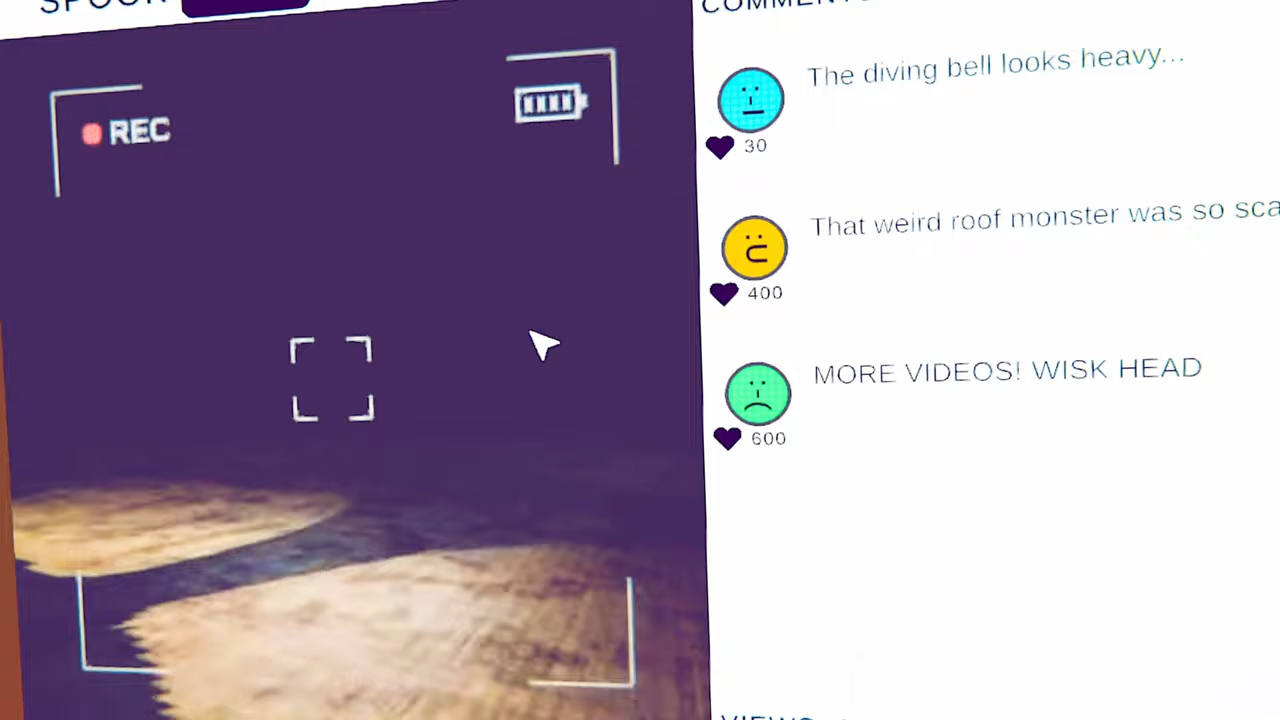 REC
The diving bell looks heavy...
30
That weird roof monster was so
400
MORE VIDEOS! WISK HEAD
600